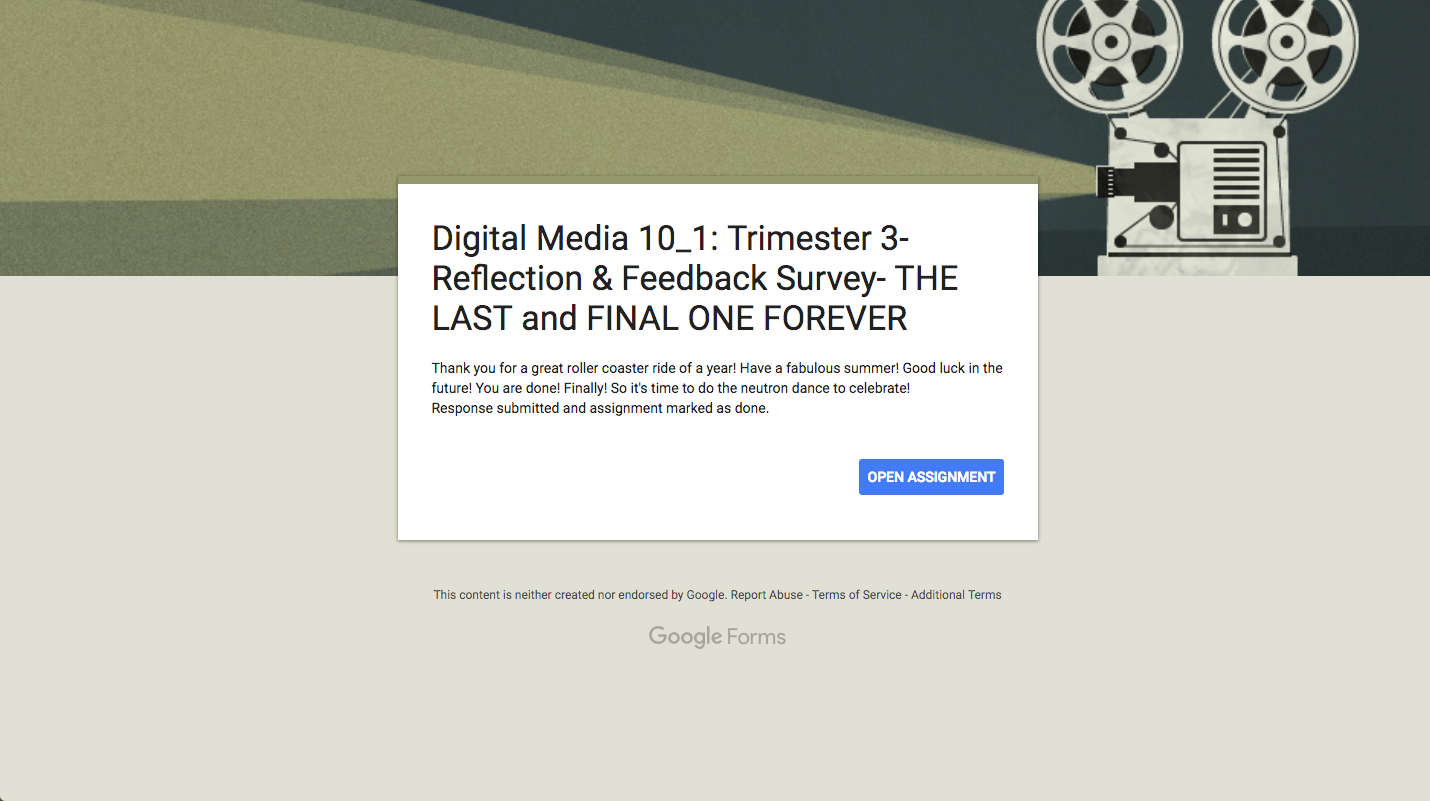 Digital Media 10_1: Trimester 3-
Reflection & Feedback Survey- THE
LAST and FINAL ONE FOREVER
Thank you for a great roller coaster ride of a year! Have a fabulous summer! Good luck in the
future! You are done! Finally! So it's time to do the neutron dance to celebrate!
Response submitted and assignment marked as done.
OPEN ASSIGNMENT
This content is neither created nor endorsed by Google. Report Abuse - Terms of Service - Additional Terms
Google Forms